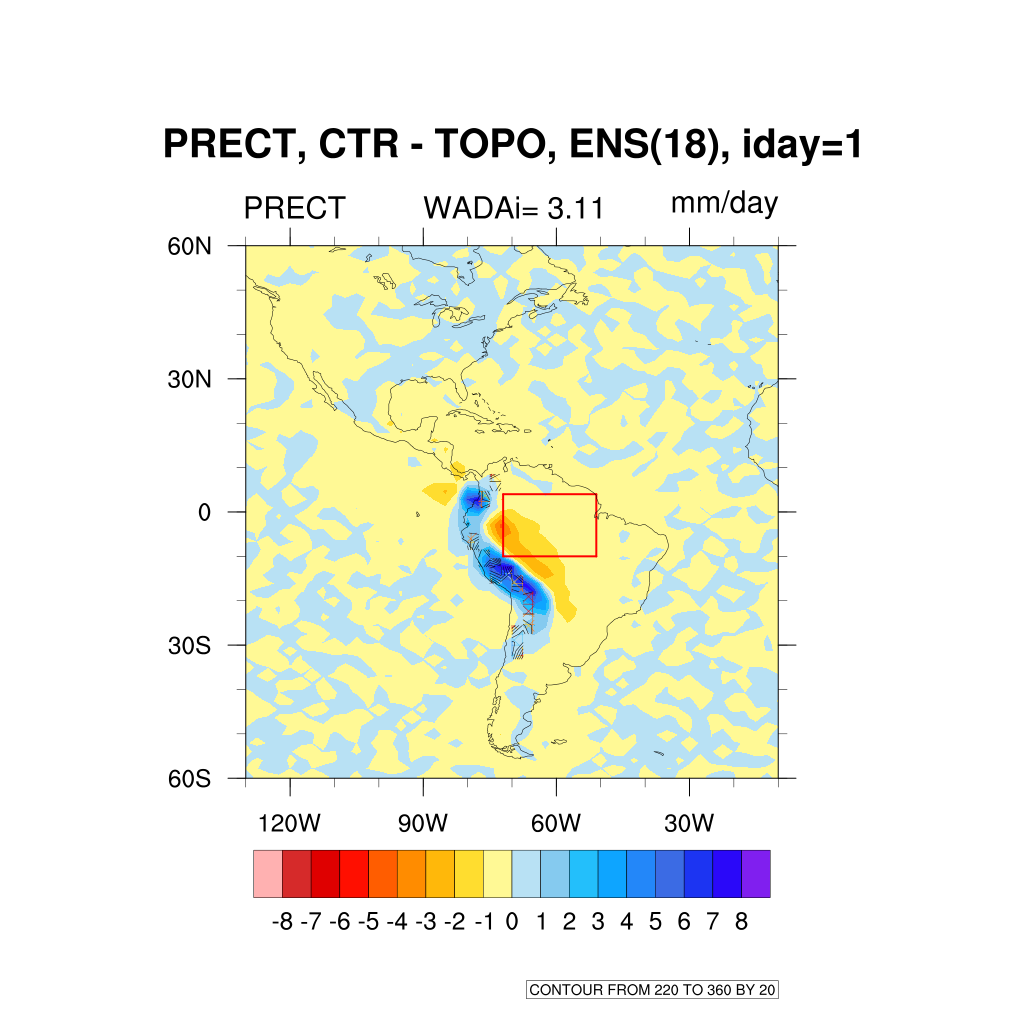 PRECT, CTR - TOPO, ENS(18), iday=1
PRECT WADAi= 3.11 mm/day
60N
30N
0
30S
60S
120W 90W 60W 30W
-8 -7 -6 -5 -4 -3 -2 -1 0 1 2 3 4 5 6 7 8
CONTOUR FROM 220 TO 360 BY 20